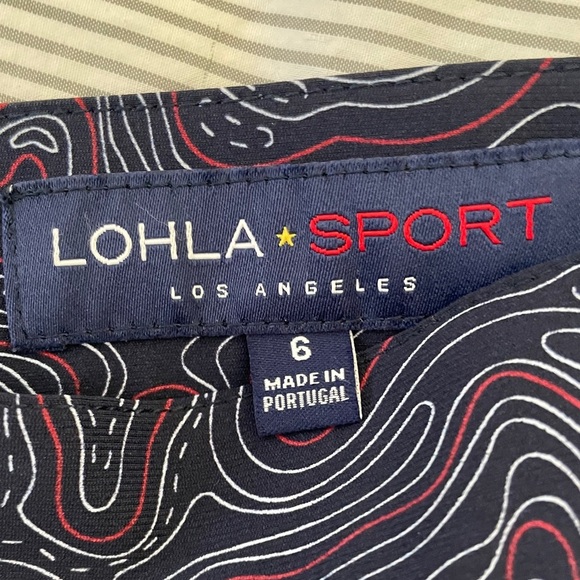 LOHLA ★ SPORT
LOS ANGELES
6
MADE IN
PORTUGAL